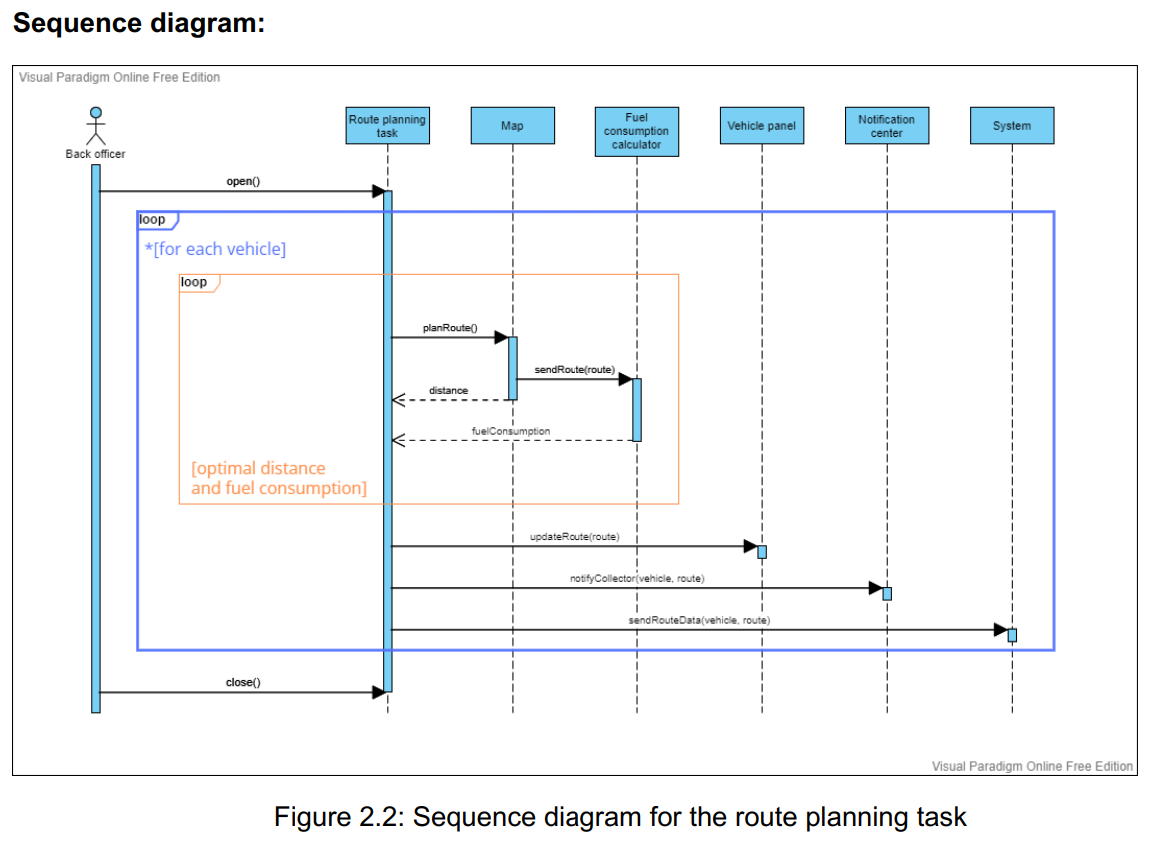 Sequence diagram:
Visual Paradigm Online Free Edition
Back officer
Route planning
task
Map
Fuel
consumption
calculator
Vehicle panel
Notification
center
System
open()
loop
*[for each vehicle]
loop
planRoute()
sendRoute(route)
distance
fuelConsumption
[optimal distance
and fuel consumption]
updateRoute(route)
notifyCollector(vehicle, route)
sendRouteData(vehicle, route)
close()
Visual Paradigm Online Free Edition
Figure 2.2: Sequence diagram for the route planning task